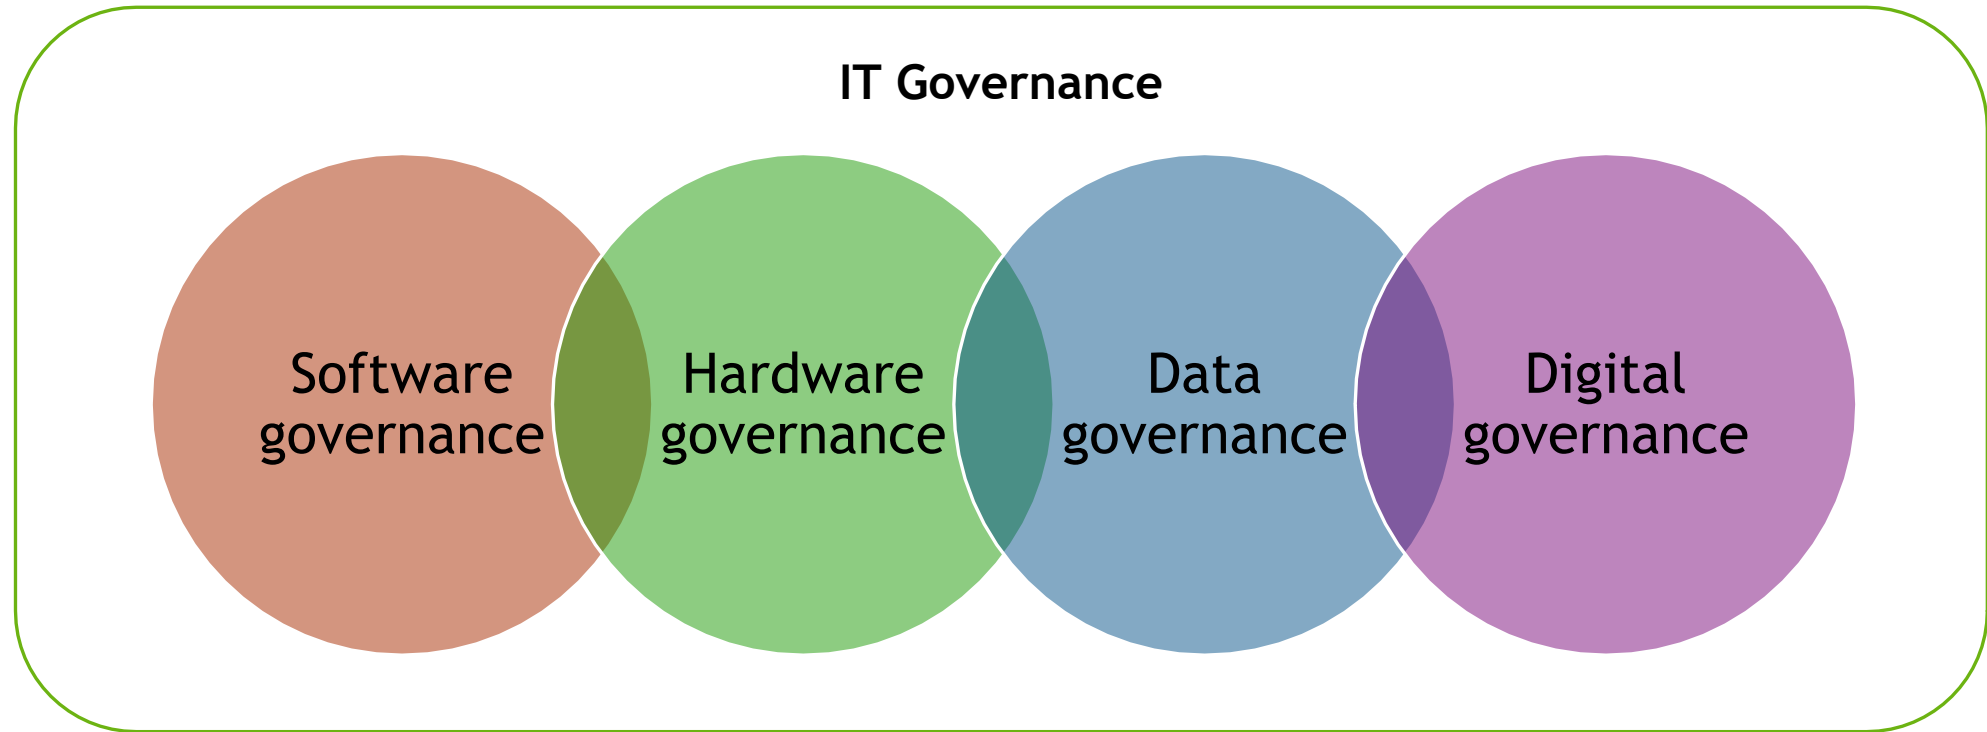 IT Governance
Software
governance
Hardware
governance
Data
governance
Digital
governance